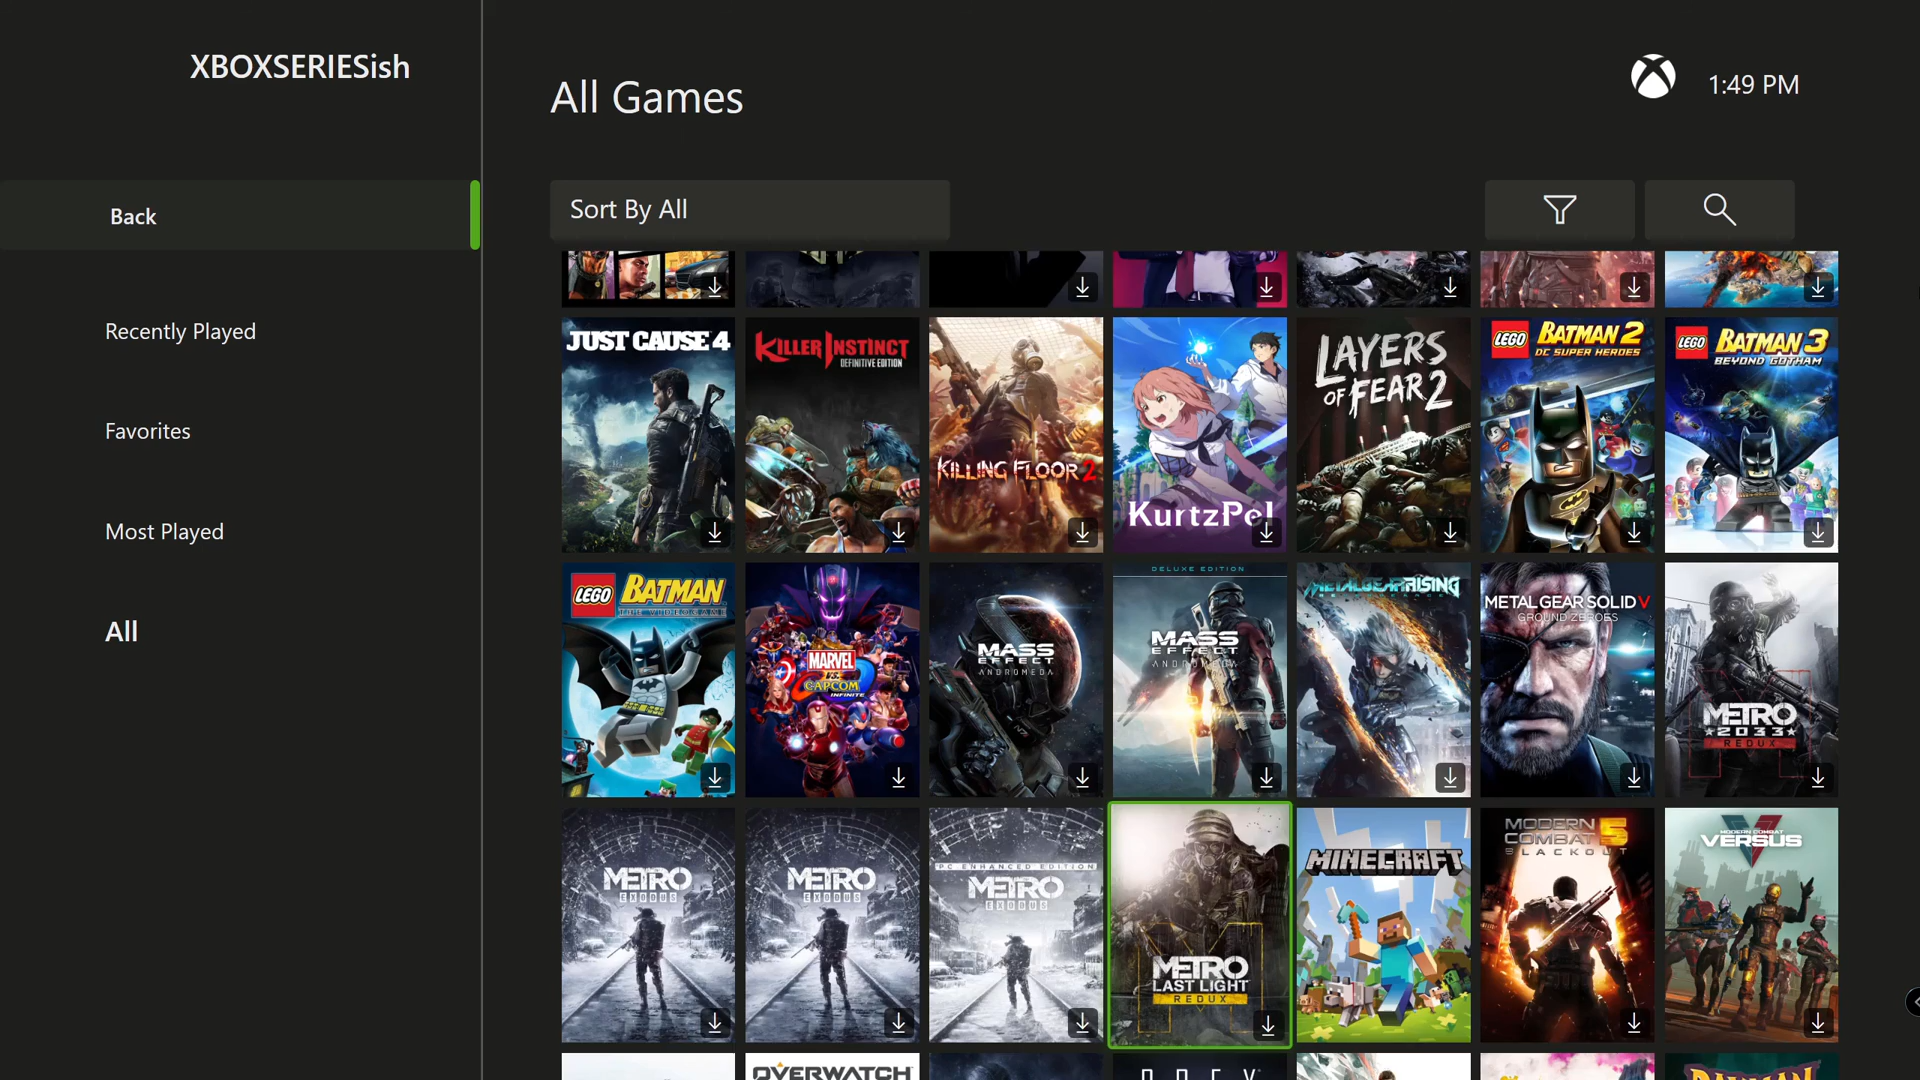 XBOXSERIESish
All Games
1:49 PM
Back
Sort By All
Recently Played
Favorites
Most Played
All
JUST CAUSE 4
KILLER INSTINCT
DEFINITIVE EDITION
KILLING FLOOR 2
KurtzPel
LAYERS
OF FEAR 2
LEGO BATMAN 2
DC SUPER HEROES
LEGO BATMAN 3
BEYOND GOTHAM
LEGO BATMAN
THE VIDEOGAME
MARVEL
VS.
CAPCOM
INFINITE
MASS
EFFECT
ANDROMEDA
DELUXE EDITION
MASS
EFFECT
ANDROMEDA
METAL GEAR RISING
METAL GEAR SOLID V
GROUND ZEROES
METRO
2033
REDUX
METRO
EXODUS
METRO
EXODUS
PC ENHANCED EDITION
METRO
EXODUS
METRO
LAST LIGHT
REDUX
MINECRAFT
MODERN
COMBAT 5
BLACKOUT
MODERN COMBAT
VERSUS
OVERWATCH
PREY